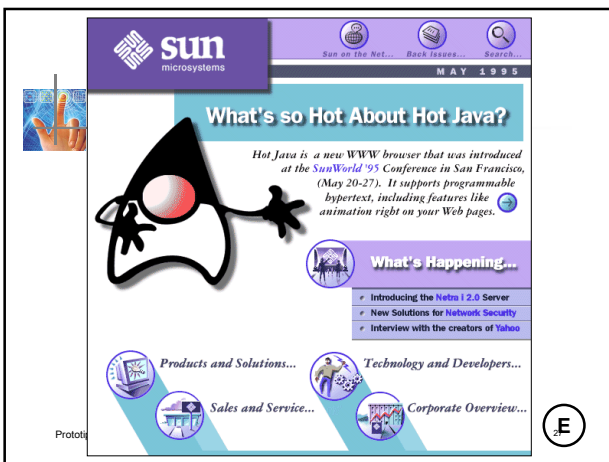 sun
microsystems
Sun on the Net... Back issues... Search...
MAY 1995
What's so Hot About Hot Java?
Hot Java is a new WWW browser that was introduced
at the SunWorld '95 Conference in San Francisco,
(May 20-27). It supports programmable
hypertext, including features like
animation right on your Web pages.
What's Happening...
Introducing the Netra i 2.0 Server
New Solutions for Network Security
Interview with the creators of Yahoo
Products and Solutions...
Technology and Developers...
Sales and Service...
Corporate Overview...
E